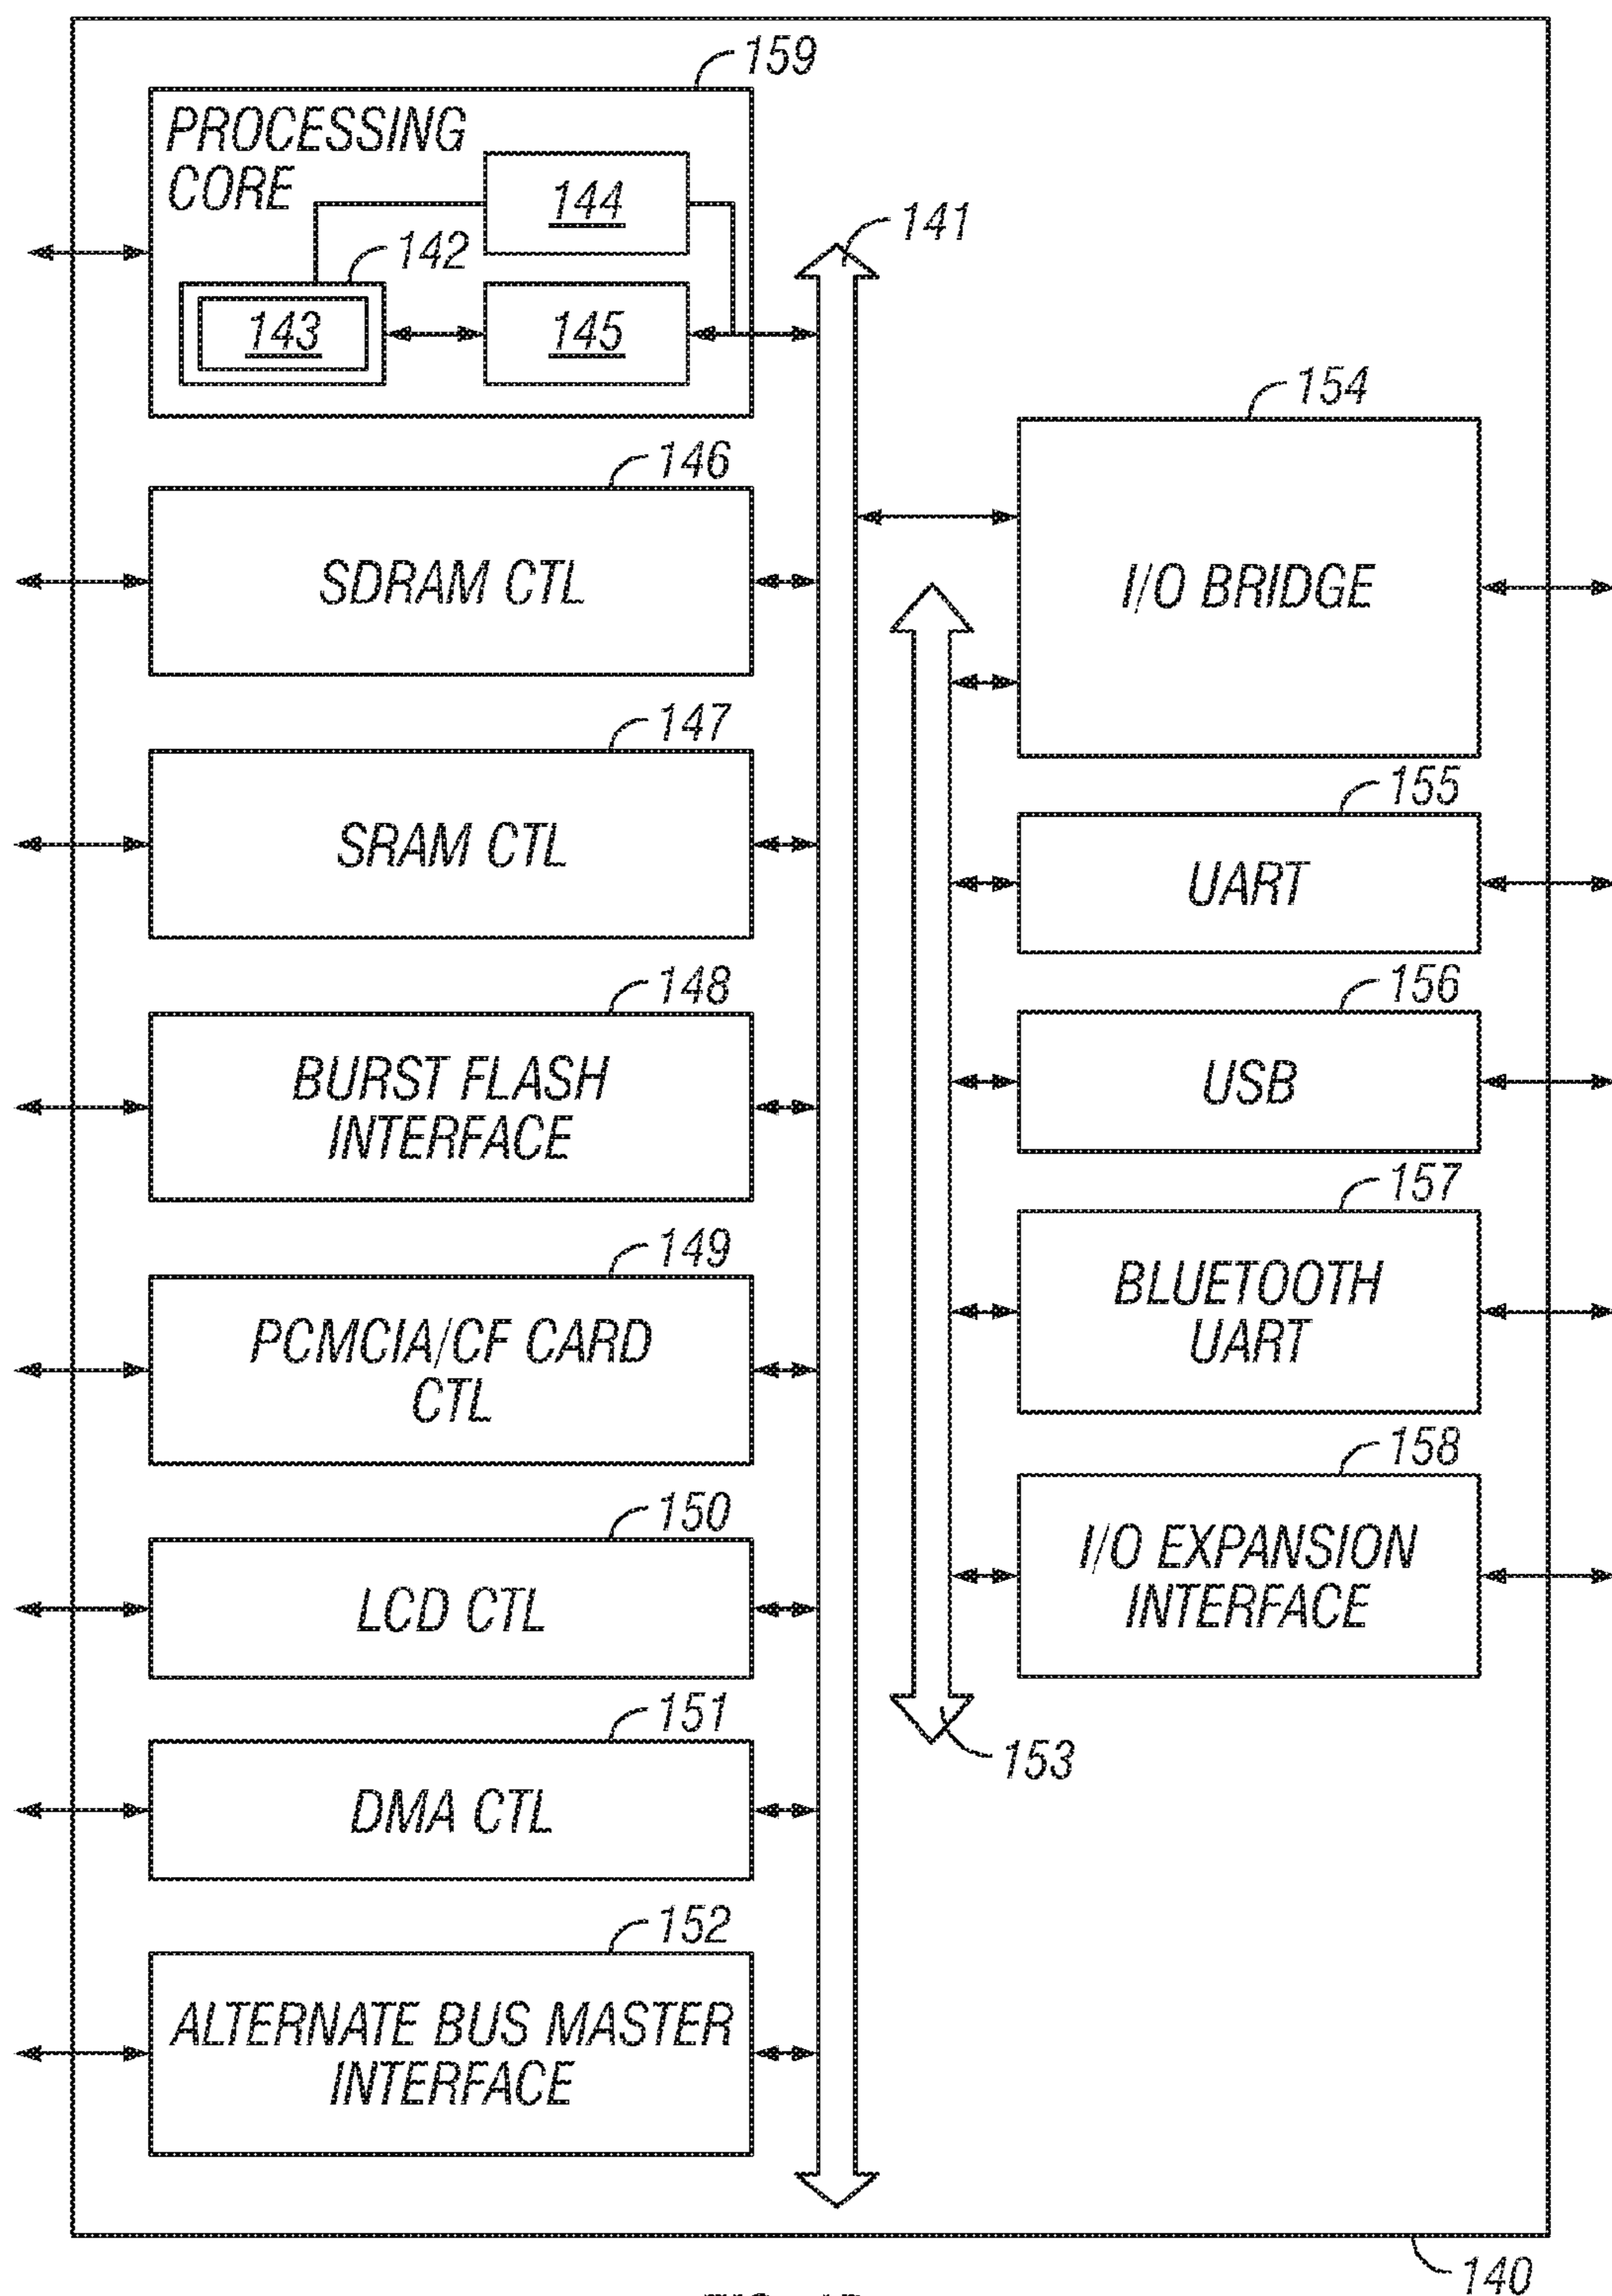 159
PROCESSING
CORE
144
142
143
145
141
154
I/O BRIDGE
146
SDRAM CTL
147
SRAM CTL
155
UART
148
BURST FLASH
INTERFACE
156
USB
149
PCMCIA/CF CARD
CTL
157
BLUETOOTH
UART
150
LCD CTL
158
I/O EXPANSION
INTERFACE
151
DMA CTL
153
152
ALTERNATE BUS MASTER
INTERFACE
140